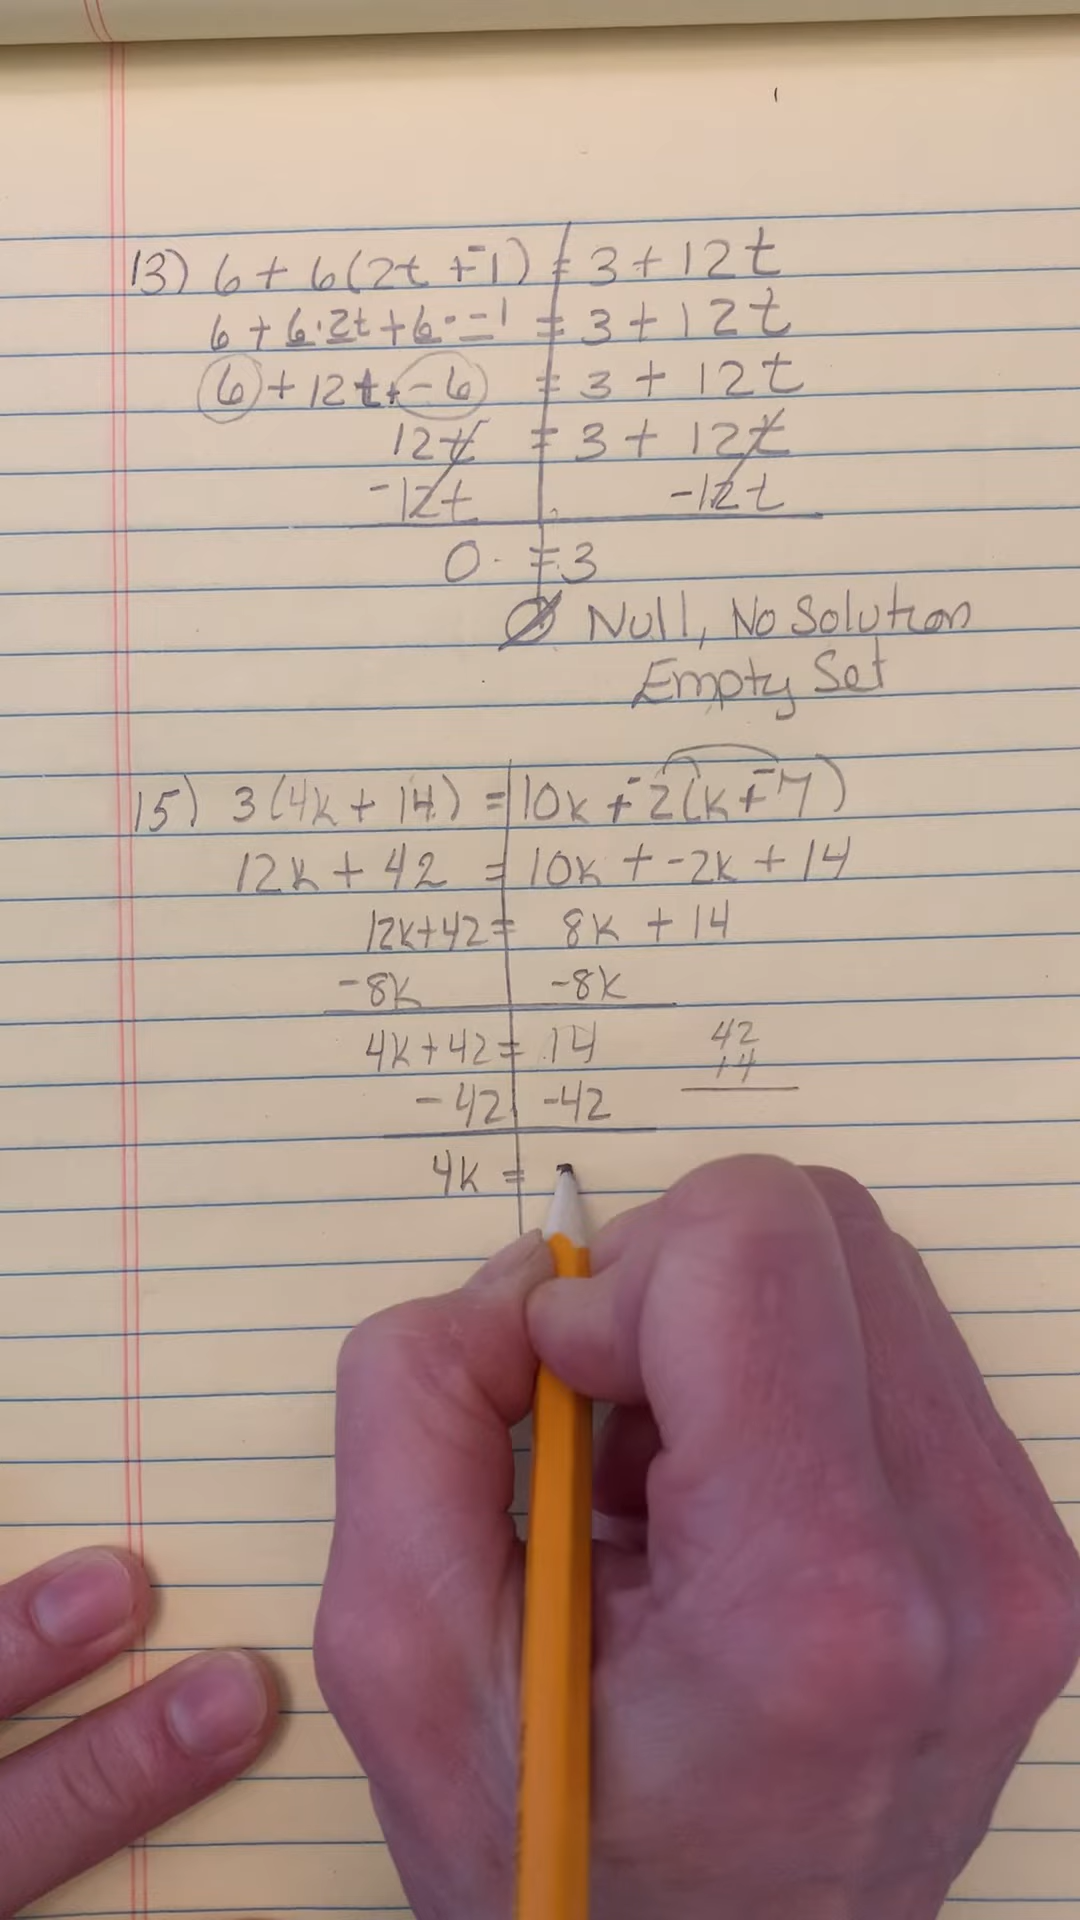 13) 6 + 6(2t + -1) = 3 + 12t
6 + 6·2t + 6·-1 = 3 + 12t
6 + 12t + -6 = 3 + 12t
12t = 3 + 12t
-12t -12t
0 = 3
Ø Null, No Solution
Empty Set
15) 3(4k + 14) = 10k + -2(k + -7)
12k + 42 = 10k + -2k + 14
12k + 42 = 8k + 14
-8k -8k
4k + 42 = 14 42
-42 -42 14
4k =